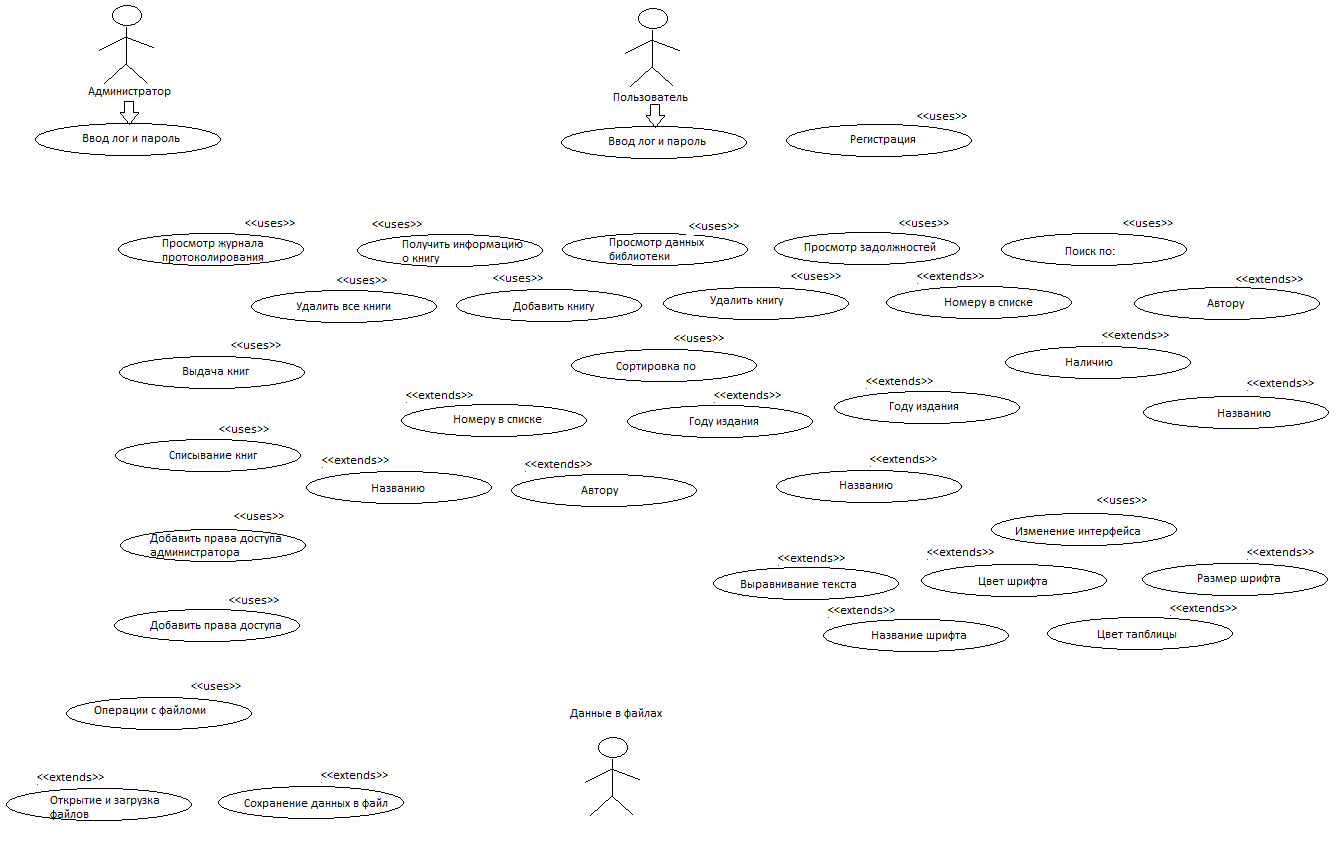 Администратор
Пользователь
Ввод лог и пароль
Ввод лог и пароль
<<uses>>
Регистрация
<<uses>>
Просмотр журнала
протоколирования
<<uses>>
Получить информацию
о книгу
<<uses>>
Просмотр данных
библиотеки
<<uses>>
Просмотр задолжностей
<<uses>>
Поиск по:
<<uses>>
Удалить все книги
<<uses>>
Добавить книгу
<<uses>>
Удалить книгу
<<extends>>
Номеру в списке
<<extends>>
Автору
<<uses>>
Выдача книг
<<uses>>
Сортировка по
<<extends>>
Наличию
<<extends>>
Номеру в списке
<<extends>>
Году издания
<<extends>>
Году издания
<<extends>>
Названию
<<uses>>
Списывание книг
<<extends>>
Названию
<<extends>>
Автору
<<extends>>
Названию
<<uses>>
Изменение интерфейса
<<uses>>
Добавить права доступа
администратора
<<extends>>
Выравнивание текста
<<extends>>
Цвет шрифта
<<extends>>
Размер шрифта
<<uses>>
Добавить права доступа
<<extends>>
Название шрифта
<<extends>>
Цвет тапблицы
<<uses>>
Операции с файломи
Данные в файлах
<<extends>>
Открытие и загрузка
файлов
<<extends>>
Сохранение данных в файл